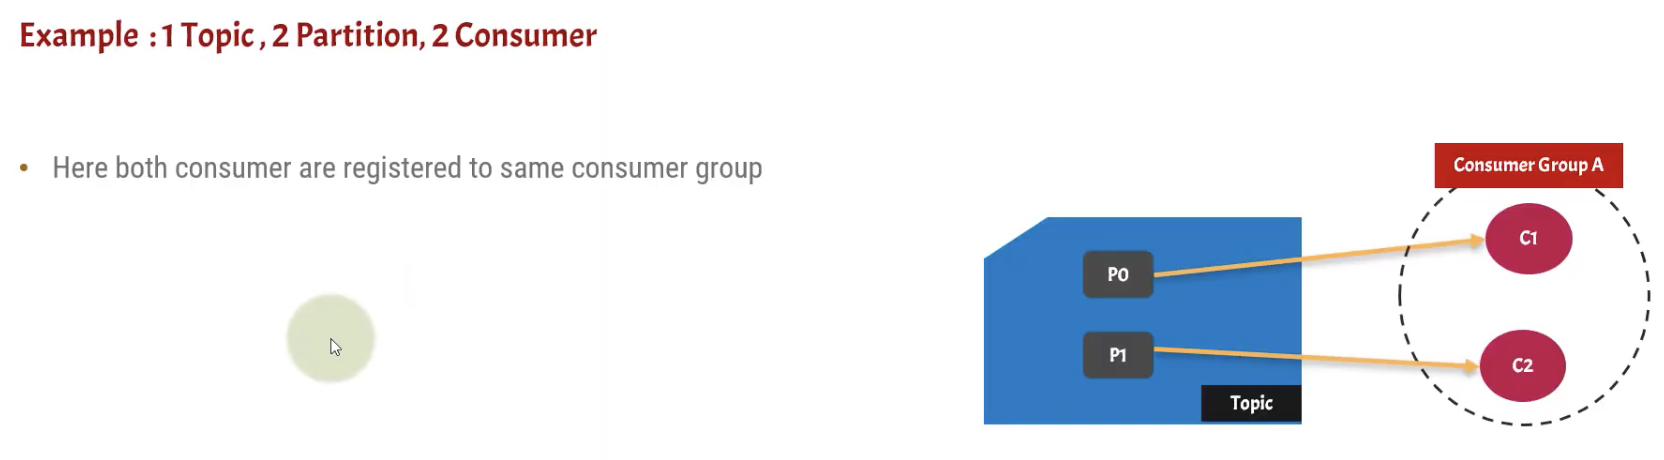 Example : 1 Topic , 2 Partition, 2 Consumer
• Here both consumer are registered to same consumer group
Consumer Group A
C1
P0
P1
C2
Topic